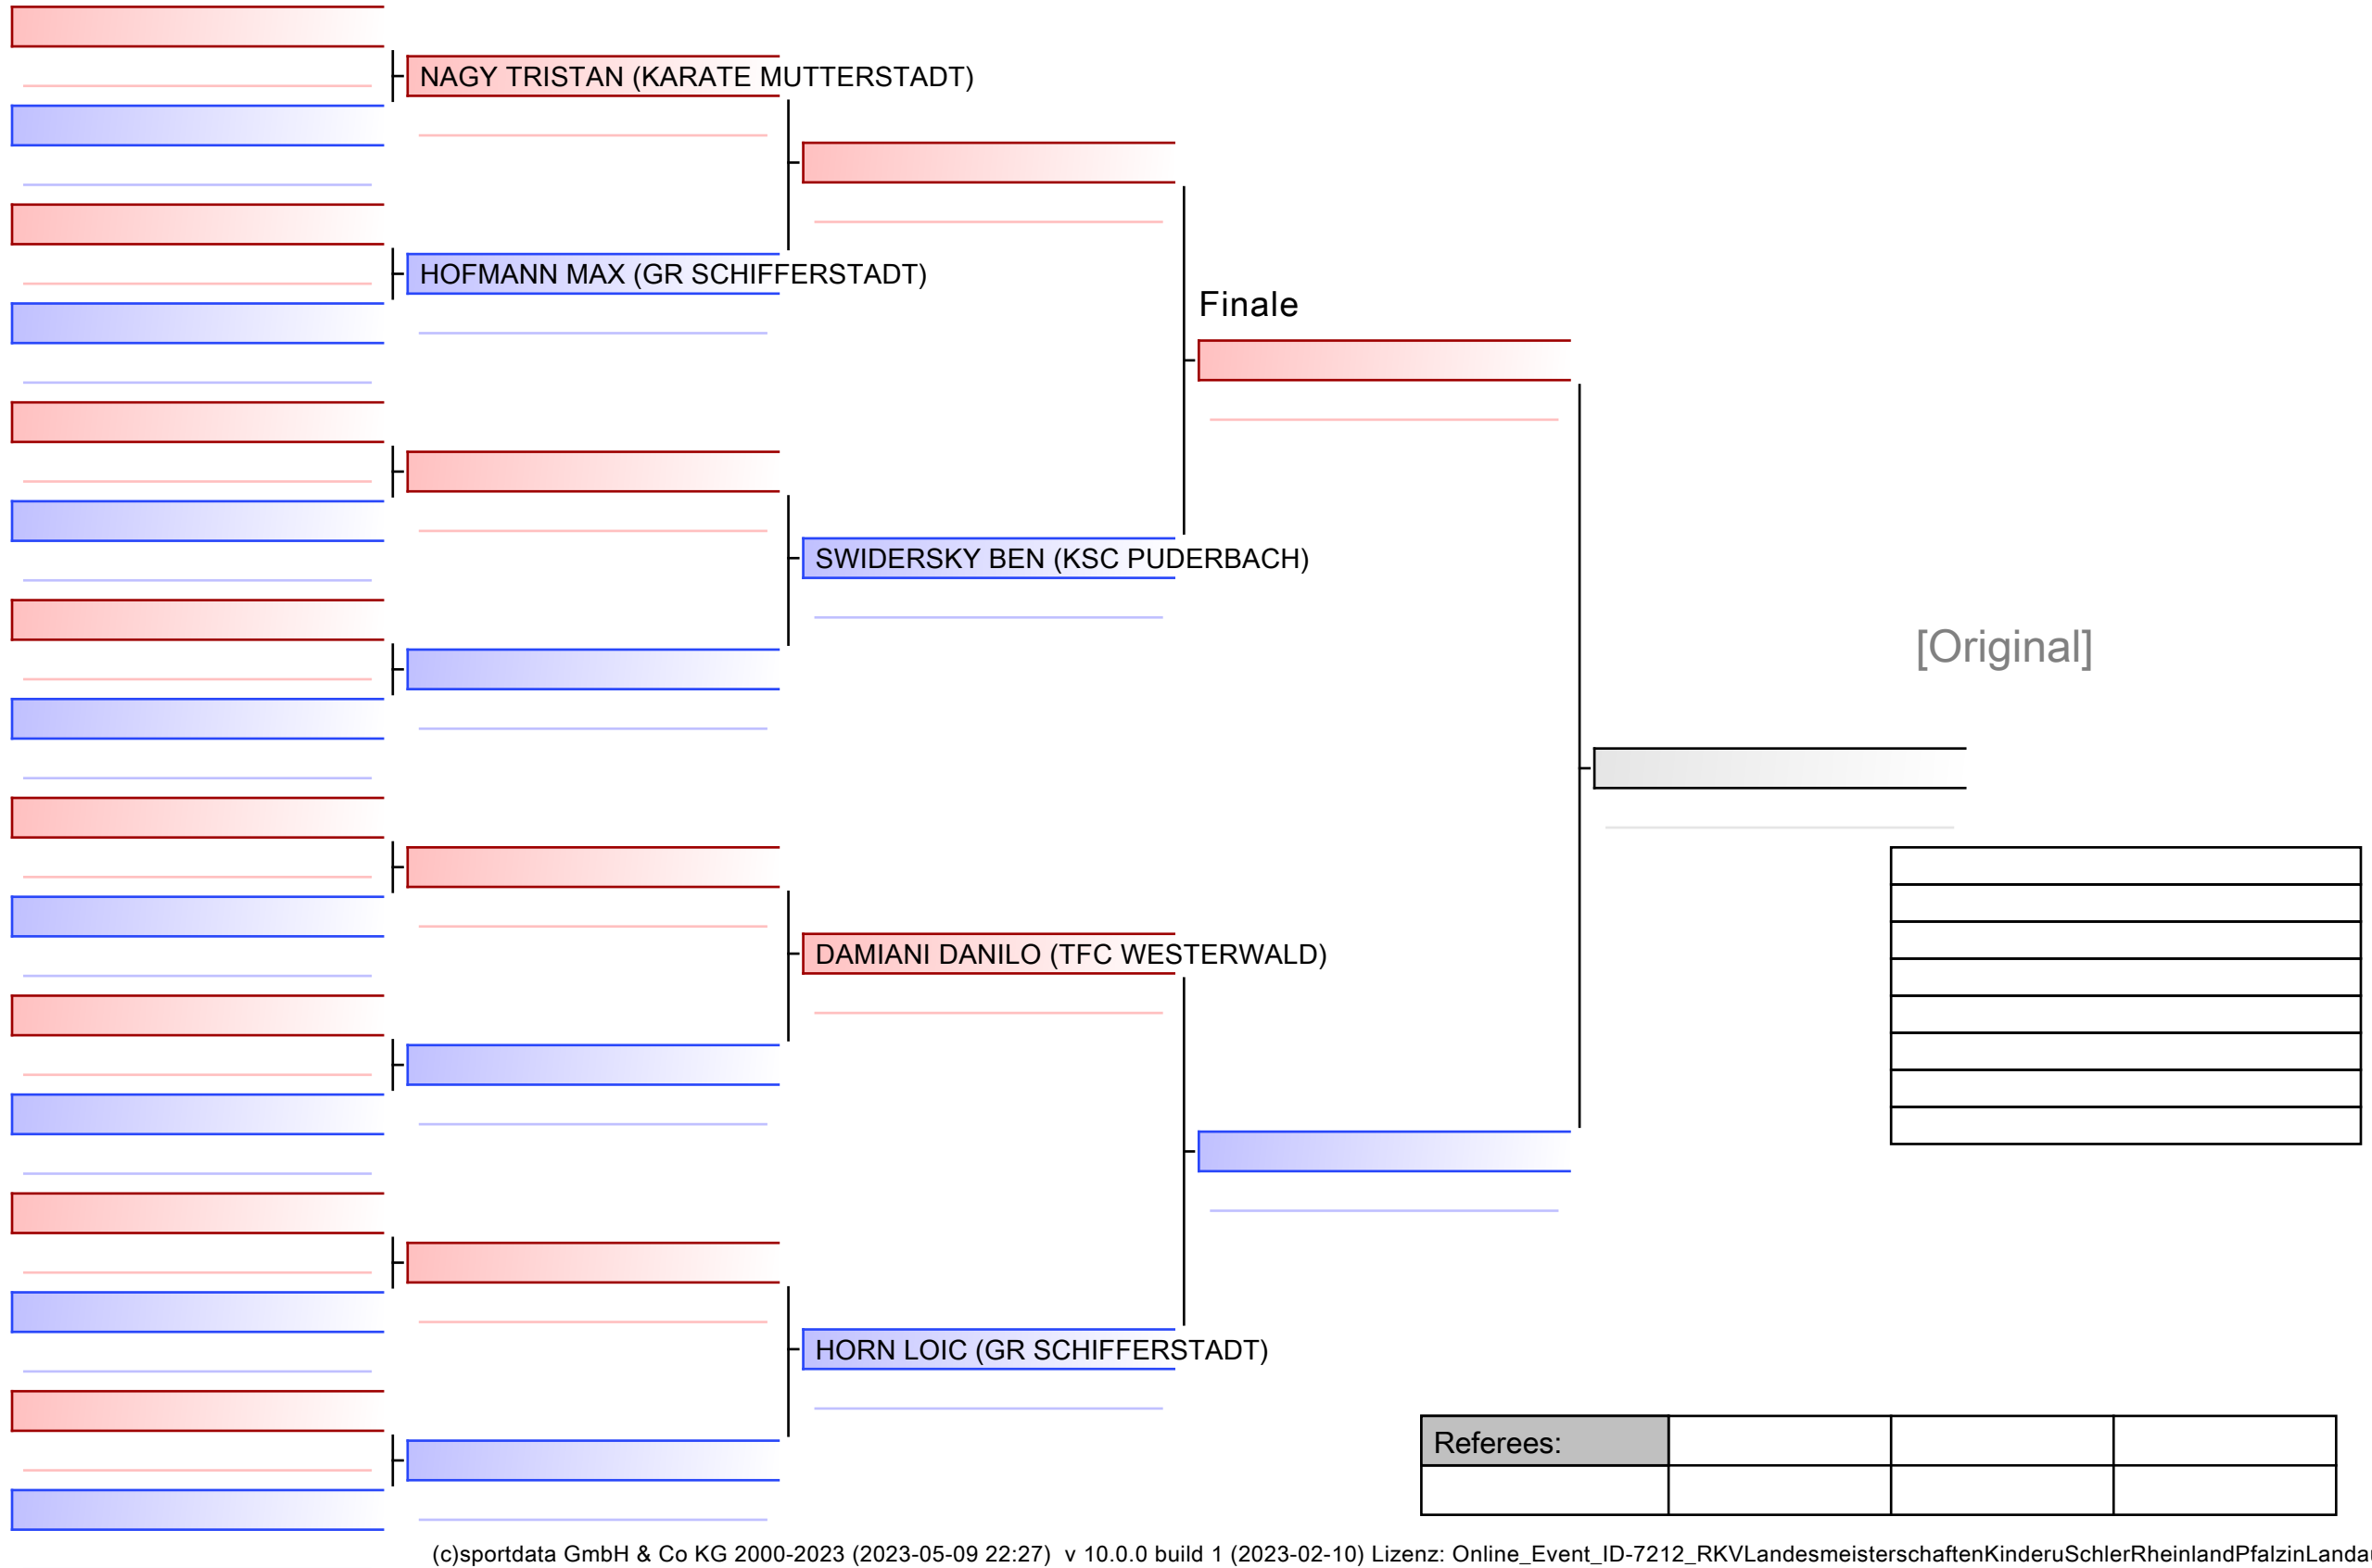 NAGY TRISTAN (KARATE MUTTERSTADT)
HOFMANN MAX (GR SCHIFFERSTADT)
Finale
SWIDERSKY BEN (KSC PUDERBACH)
[Original]
DAMIANI DANILO (TFC WESTERWALD)
HORN LOIC (GR SCHIFFERSTADT)
Referees:
(c)sportdata GmbH & Co KG 2000-2023 (2023-05-09 22:27) v 10.0.0 build 1 (2023-02-10) Lizenz: Online_Event_ID-7212_RKVLandesmeisterschaftenKinderuSchlerRheinlandPfalzinLanda